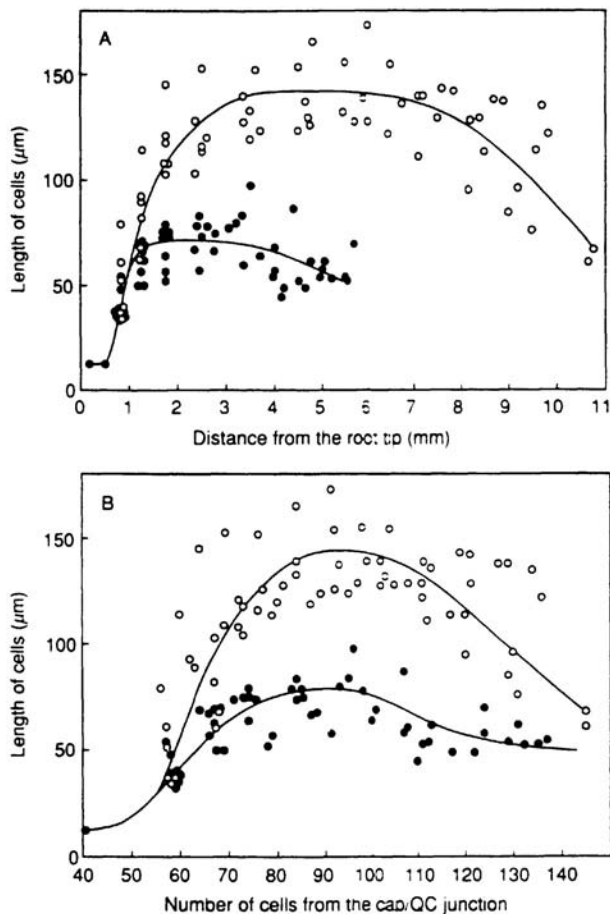 A
Length of cells (µm)
150
100
50
0
0 1 2 3 4 5 6 7 8 9 10 11
Distance from the root tip (mm)
B
Length of cells (µm)
150
100
50
0
40 50 60 70 80 90 100 110 120 130 140
Number of cells from the cap/QC junction